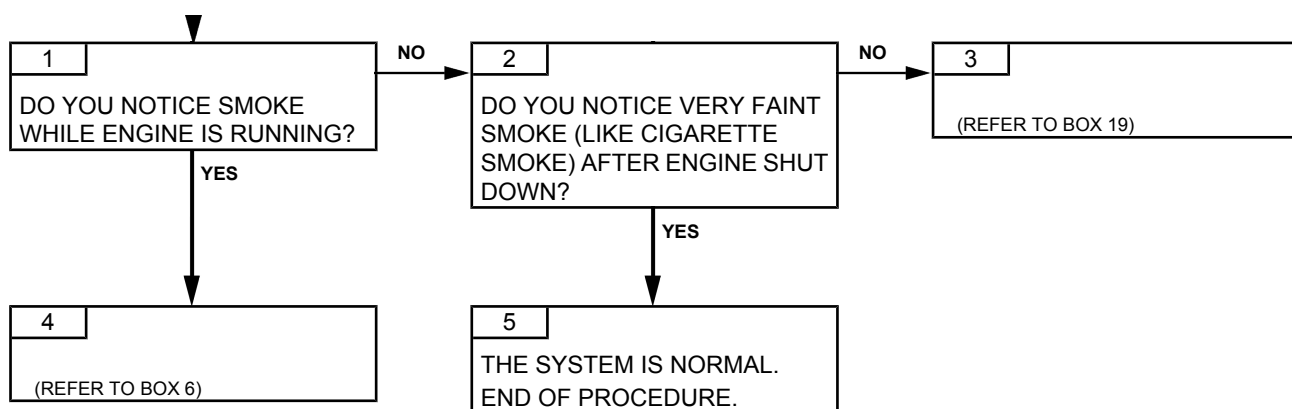 1
DO YOU NOTICE SMOKE
WHILE ENGINE IS RUNNING?
NO
2
DO YOU NOTICE VERY FAINT
SMOKE (LIKE CIGARETTE
SMOKE) AFTER ENGINE SHUT
DOWN?
NO
3
(REFER TO BOX 19)
YES
YES
4
(REFER TO BOX 6)
5
THE SYSTEM IS NORMAL.
END OF PROCEDURE.